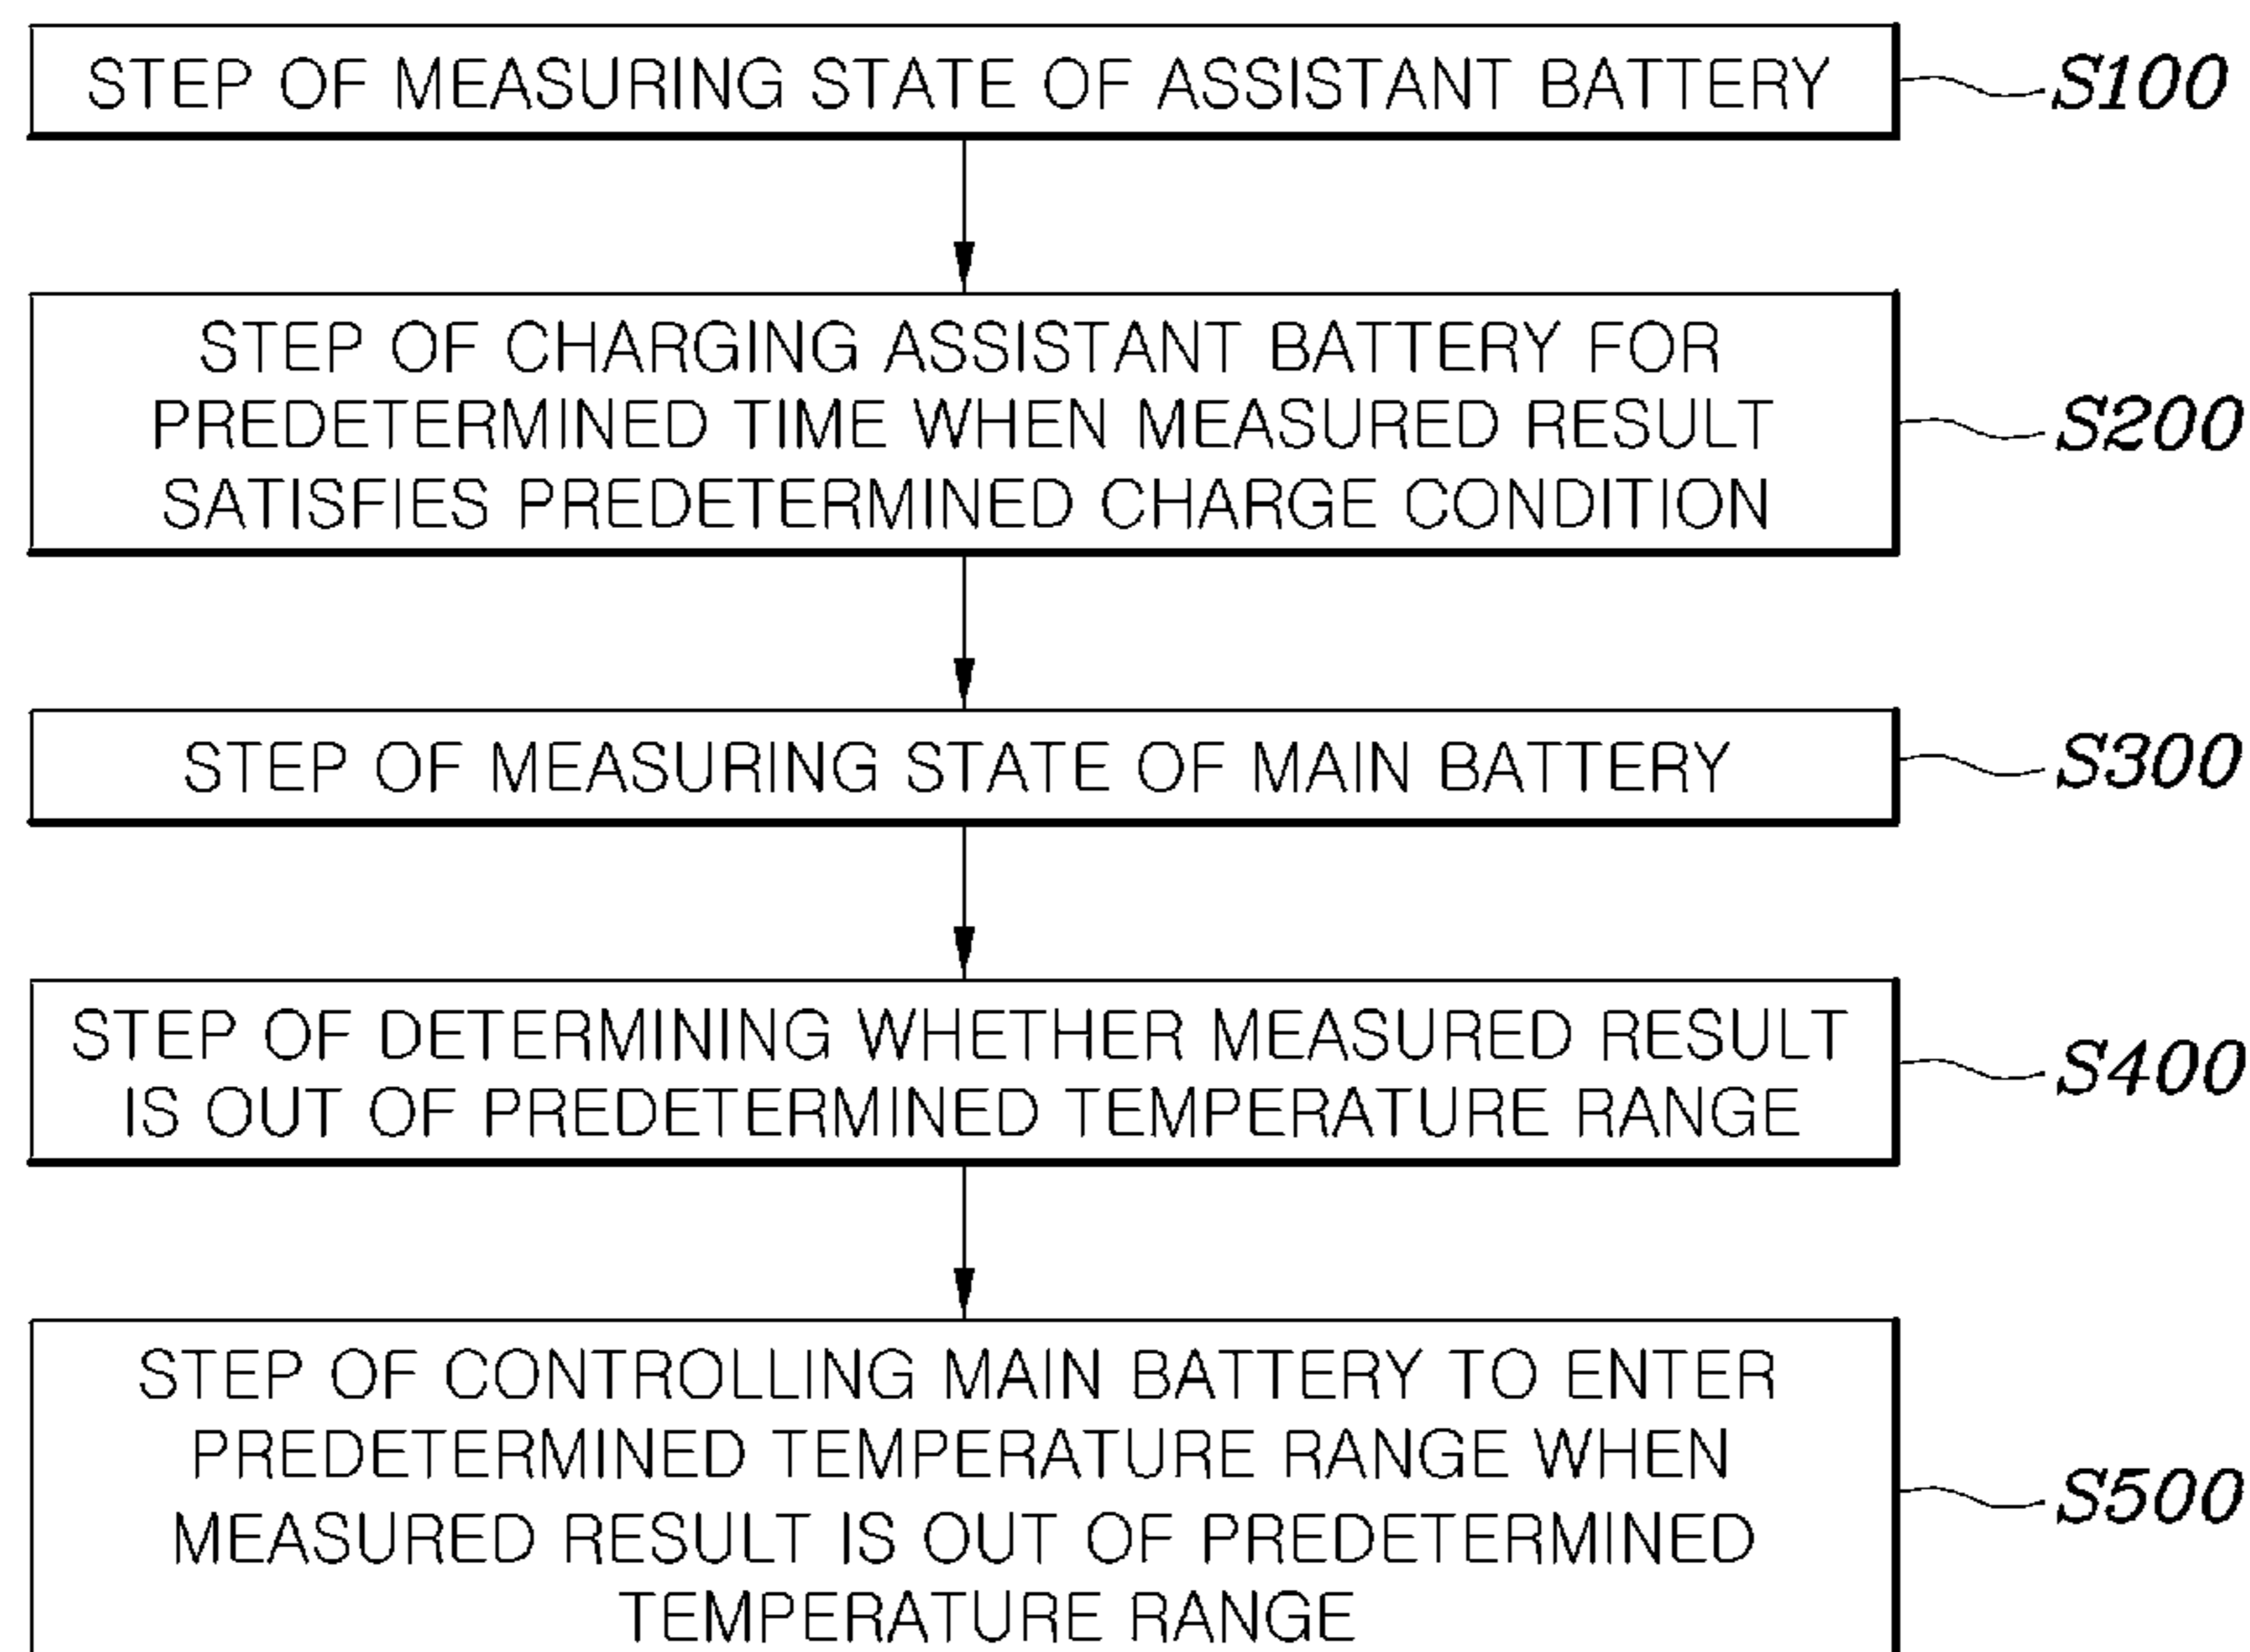 STEP OF MEASURING STATE OF ASSISTANT BATTERY
S100
STEP OF CHARGING ASSISTANT BATTERY FOR
PREDETERMINED TIME WHEN MEASURED RESULT
SATISFIES PREDETERMINED CHARGE CONDITION
S200
STEP OF MEASURING STATE OF MAIN BATTERY
S300
STEP OF DETERMINING WHETHER MEASURED RESULT
IS OUT OF PREDETERMINED TEMPERATURE RANGE
S400
STEP OF CONTROLLING MAIN BATTERY TO ENTER
PREDETERMINED TEMPERATURE RANGE WHEN
MEASURED RESULT IS OUT OF PREDETERMINED
TEMPERATURE RANGE
S500